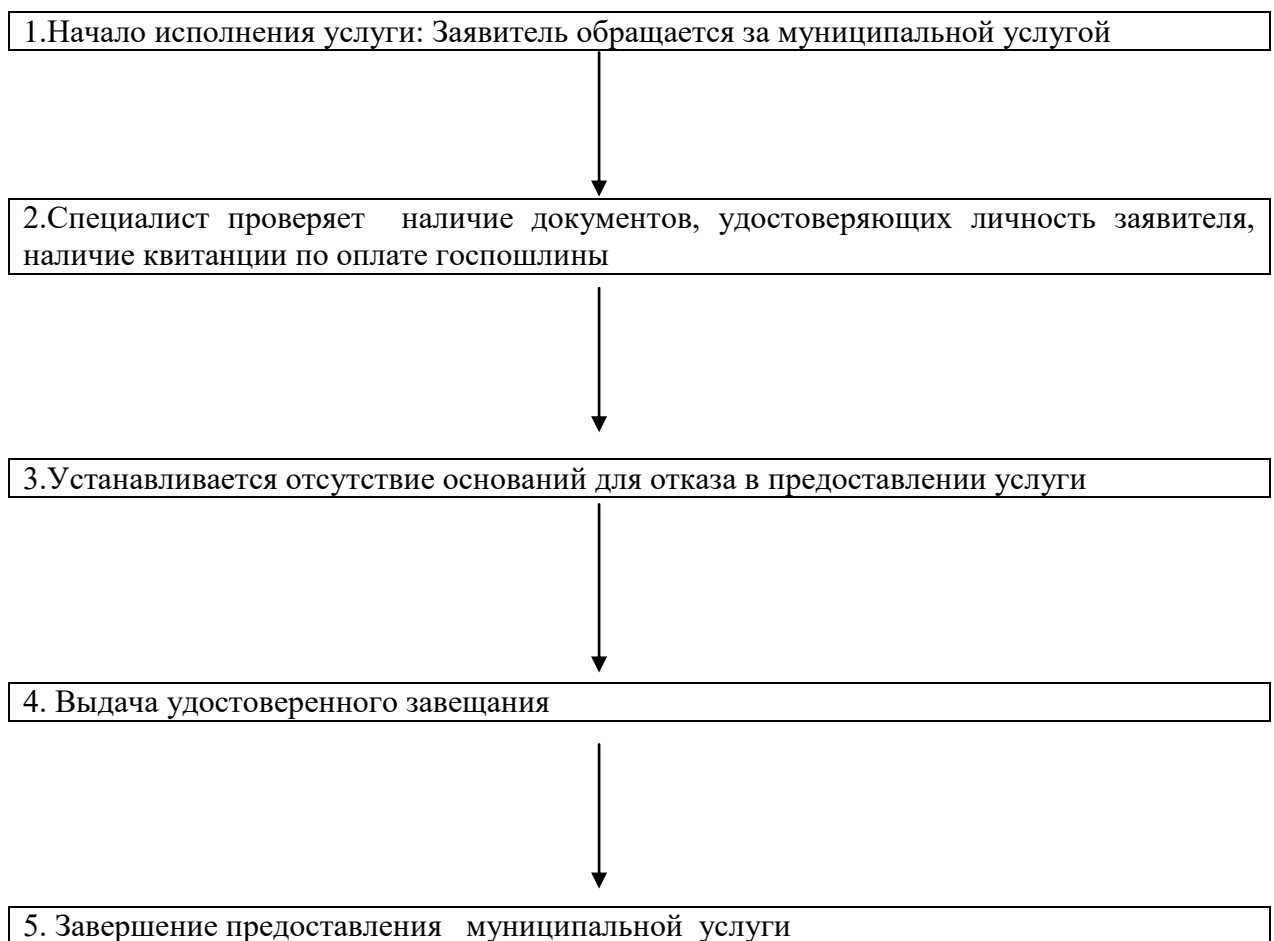 1.Начало исполнения услуги: Заявитель обращается за муниципальной услугой
2.Специалист проверяет наличие документов, удостоверяющих личность заявителя,
наличие квитанции по оплате госпошлины
3.Устанавливается отсутствие оснований для отказа в предоставлении услуги
4. Выдача удостоверенного завещания
5. Завершение предоставления муниципальной услуги